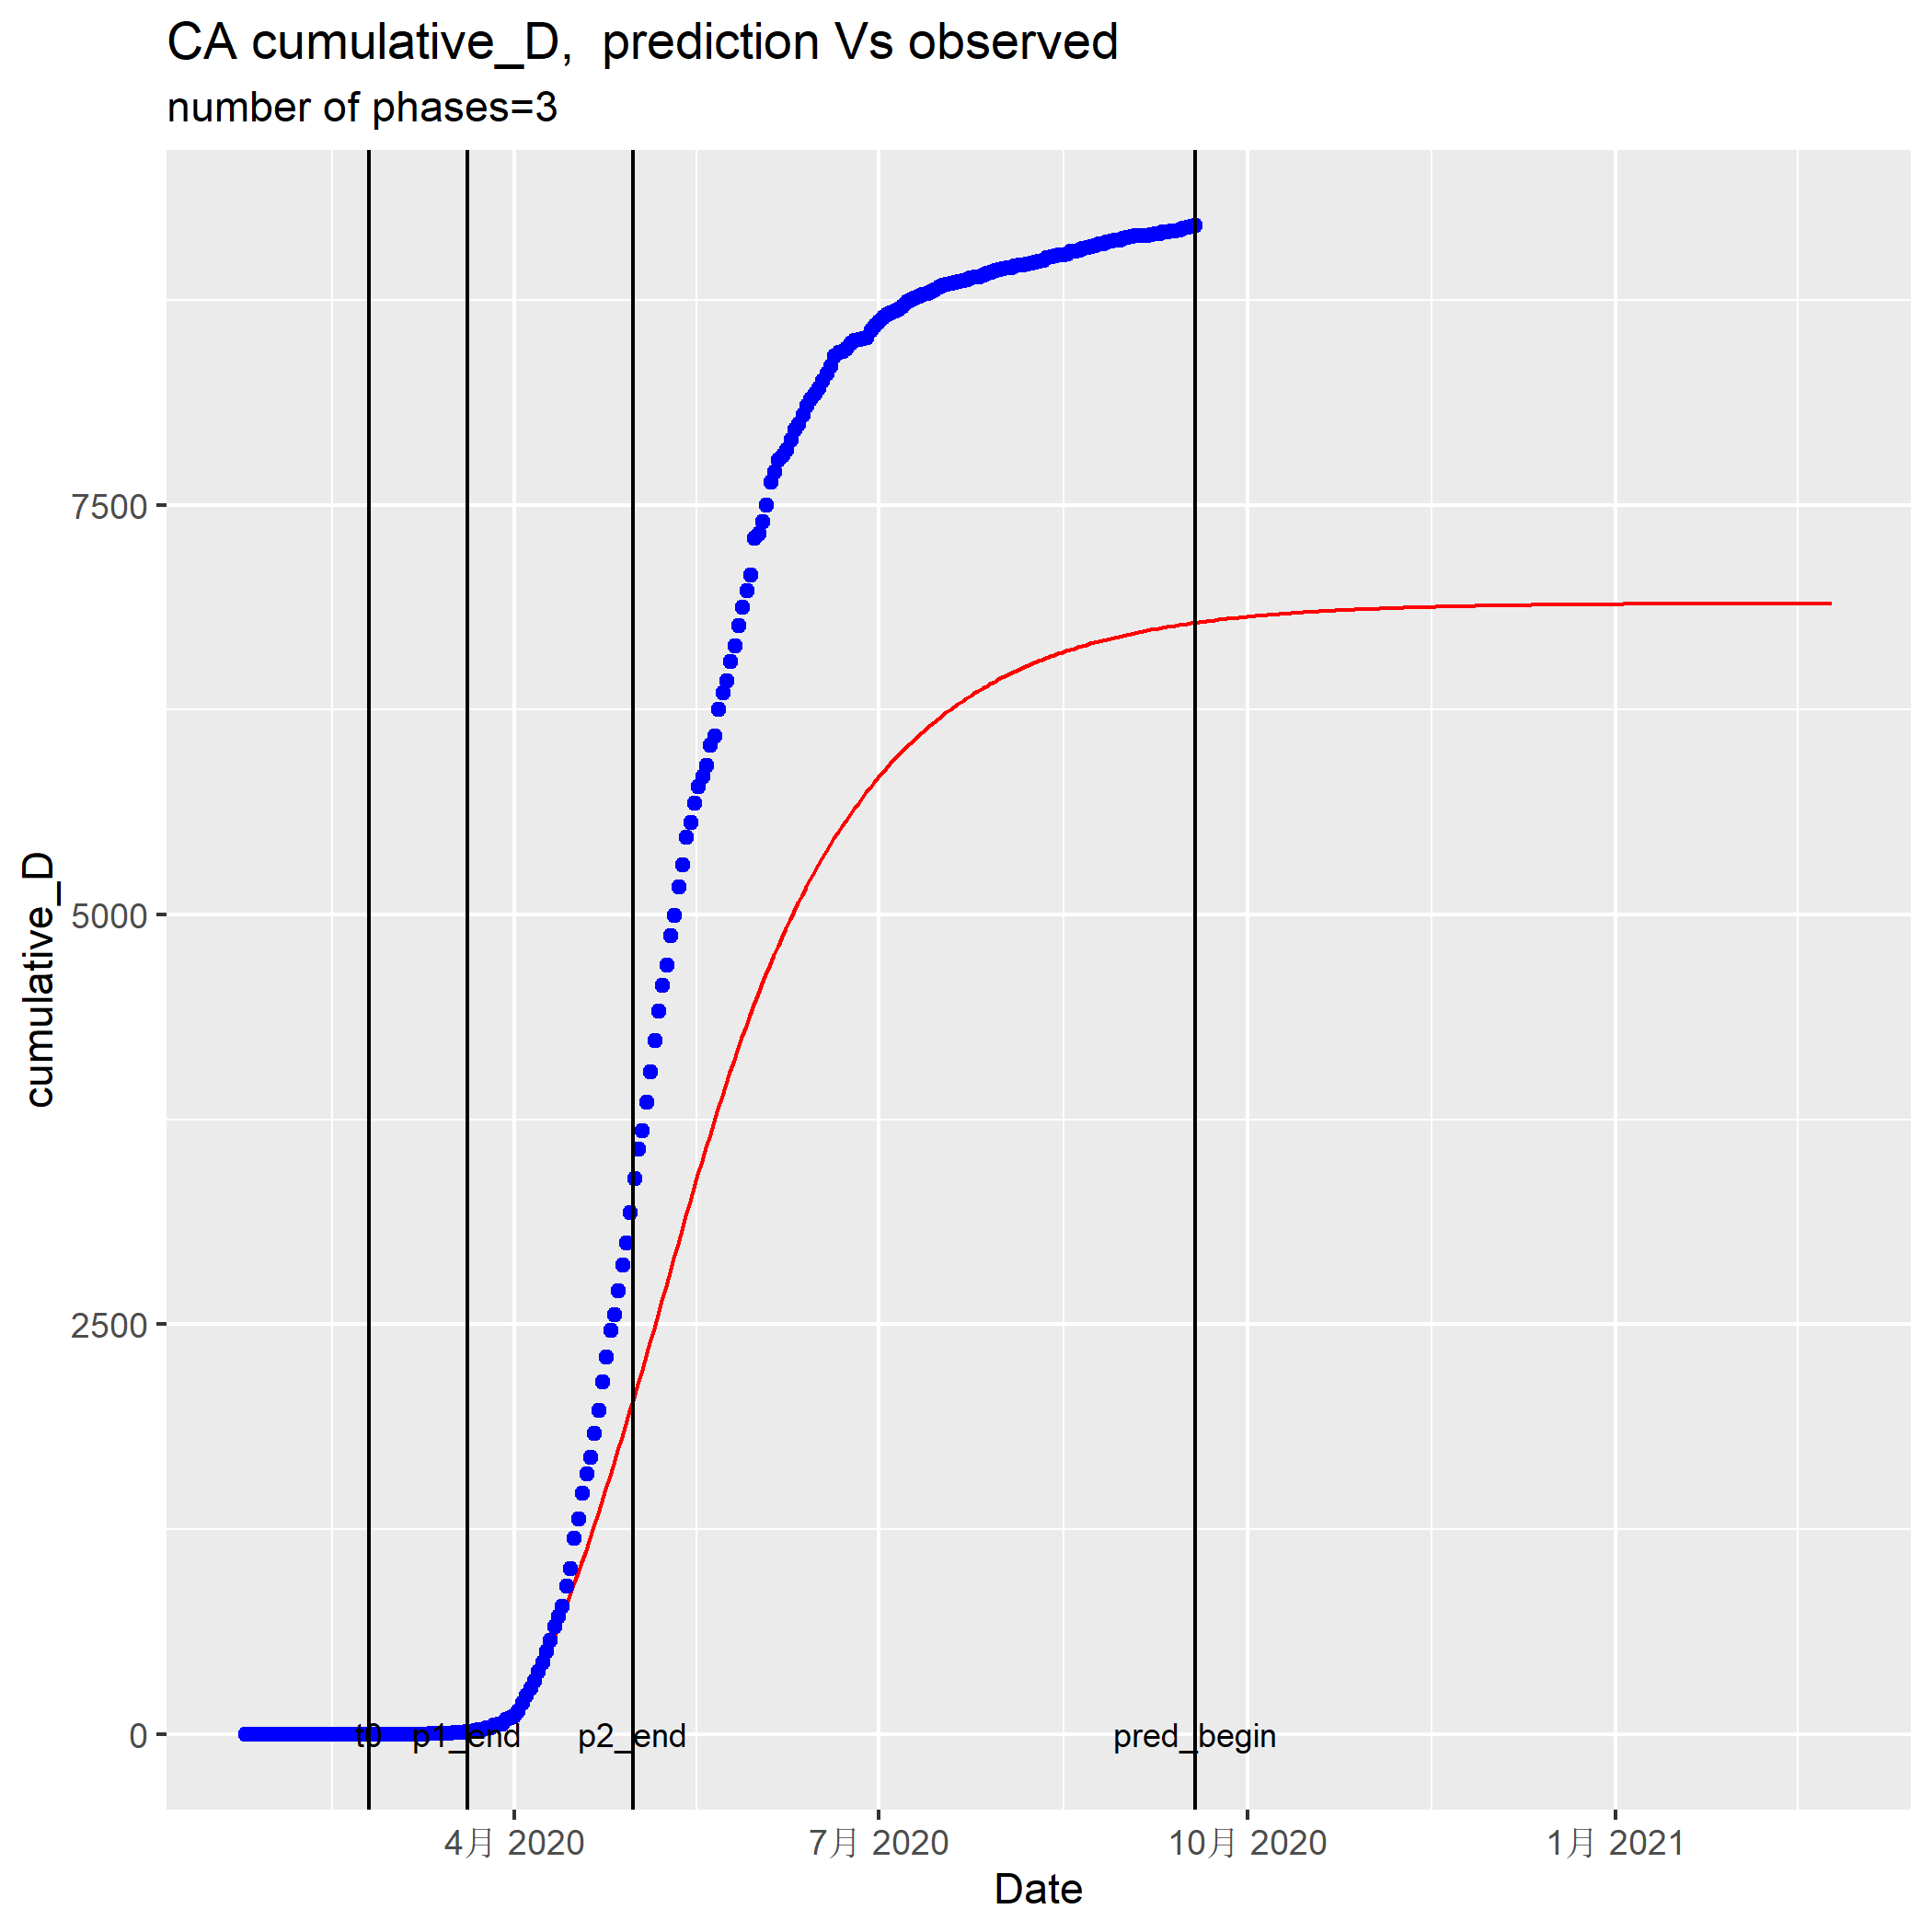 CA cumulative_D,  prediction Vs observed
number of phases=3
cumulative_D
7500
5000
2500
0
t0 p1_end p2_end pred_begin
4月 2020 7月 2020 10月 2020 1月 2021
Date